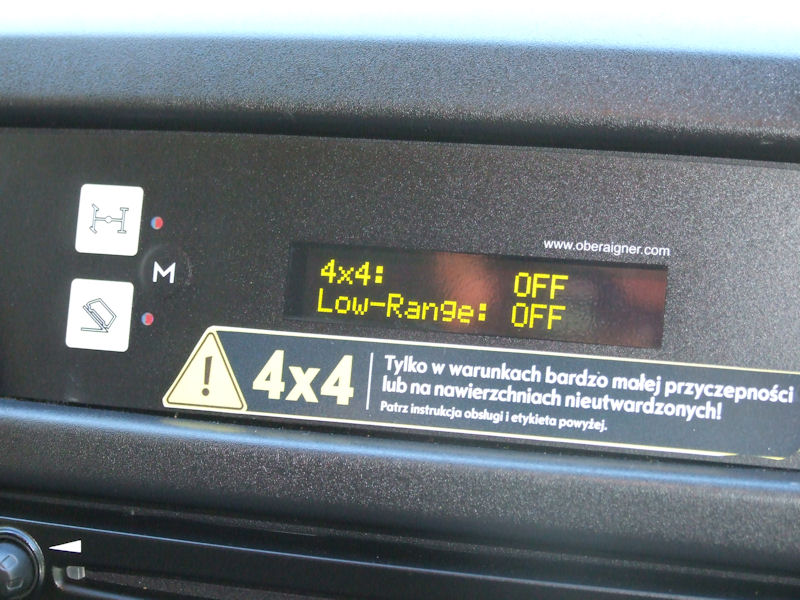 www.oberaigner.com
M
4x4: OFF
Low-Range: OFF
4x4
Tylko w warunkach bardzo małej przyczepności
lub na nawierzchniach nieutwardzonych!
Patrz instrukcja obsługi i etykieta powyżej.